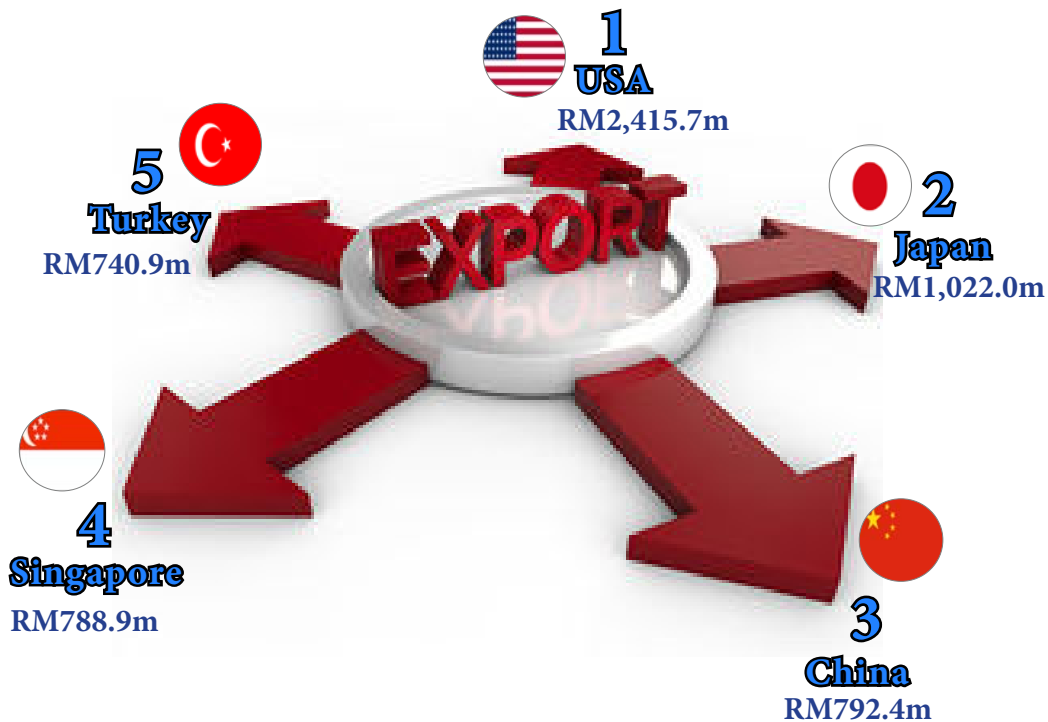 1
USA
RM2,415.7m
2
Japan
RM1,022.0m
5
Turkey
RM740.9m
EXPORT
4
Singapore
RM788.9m
3
China
RM792.4m